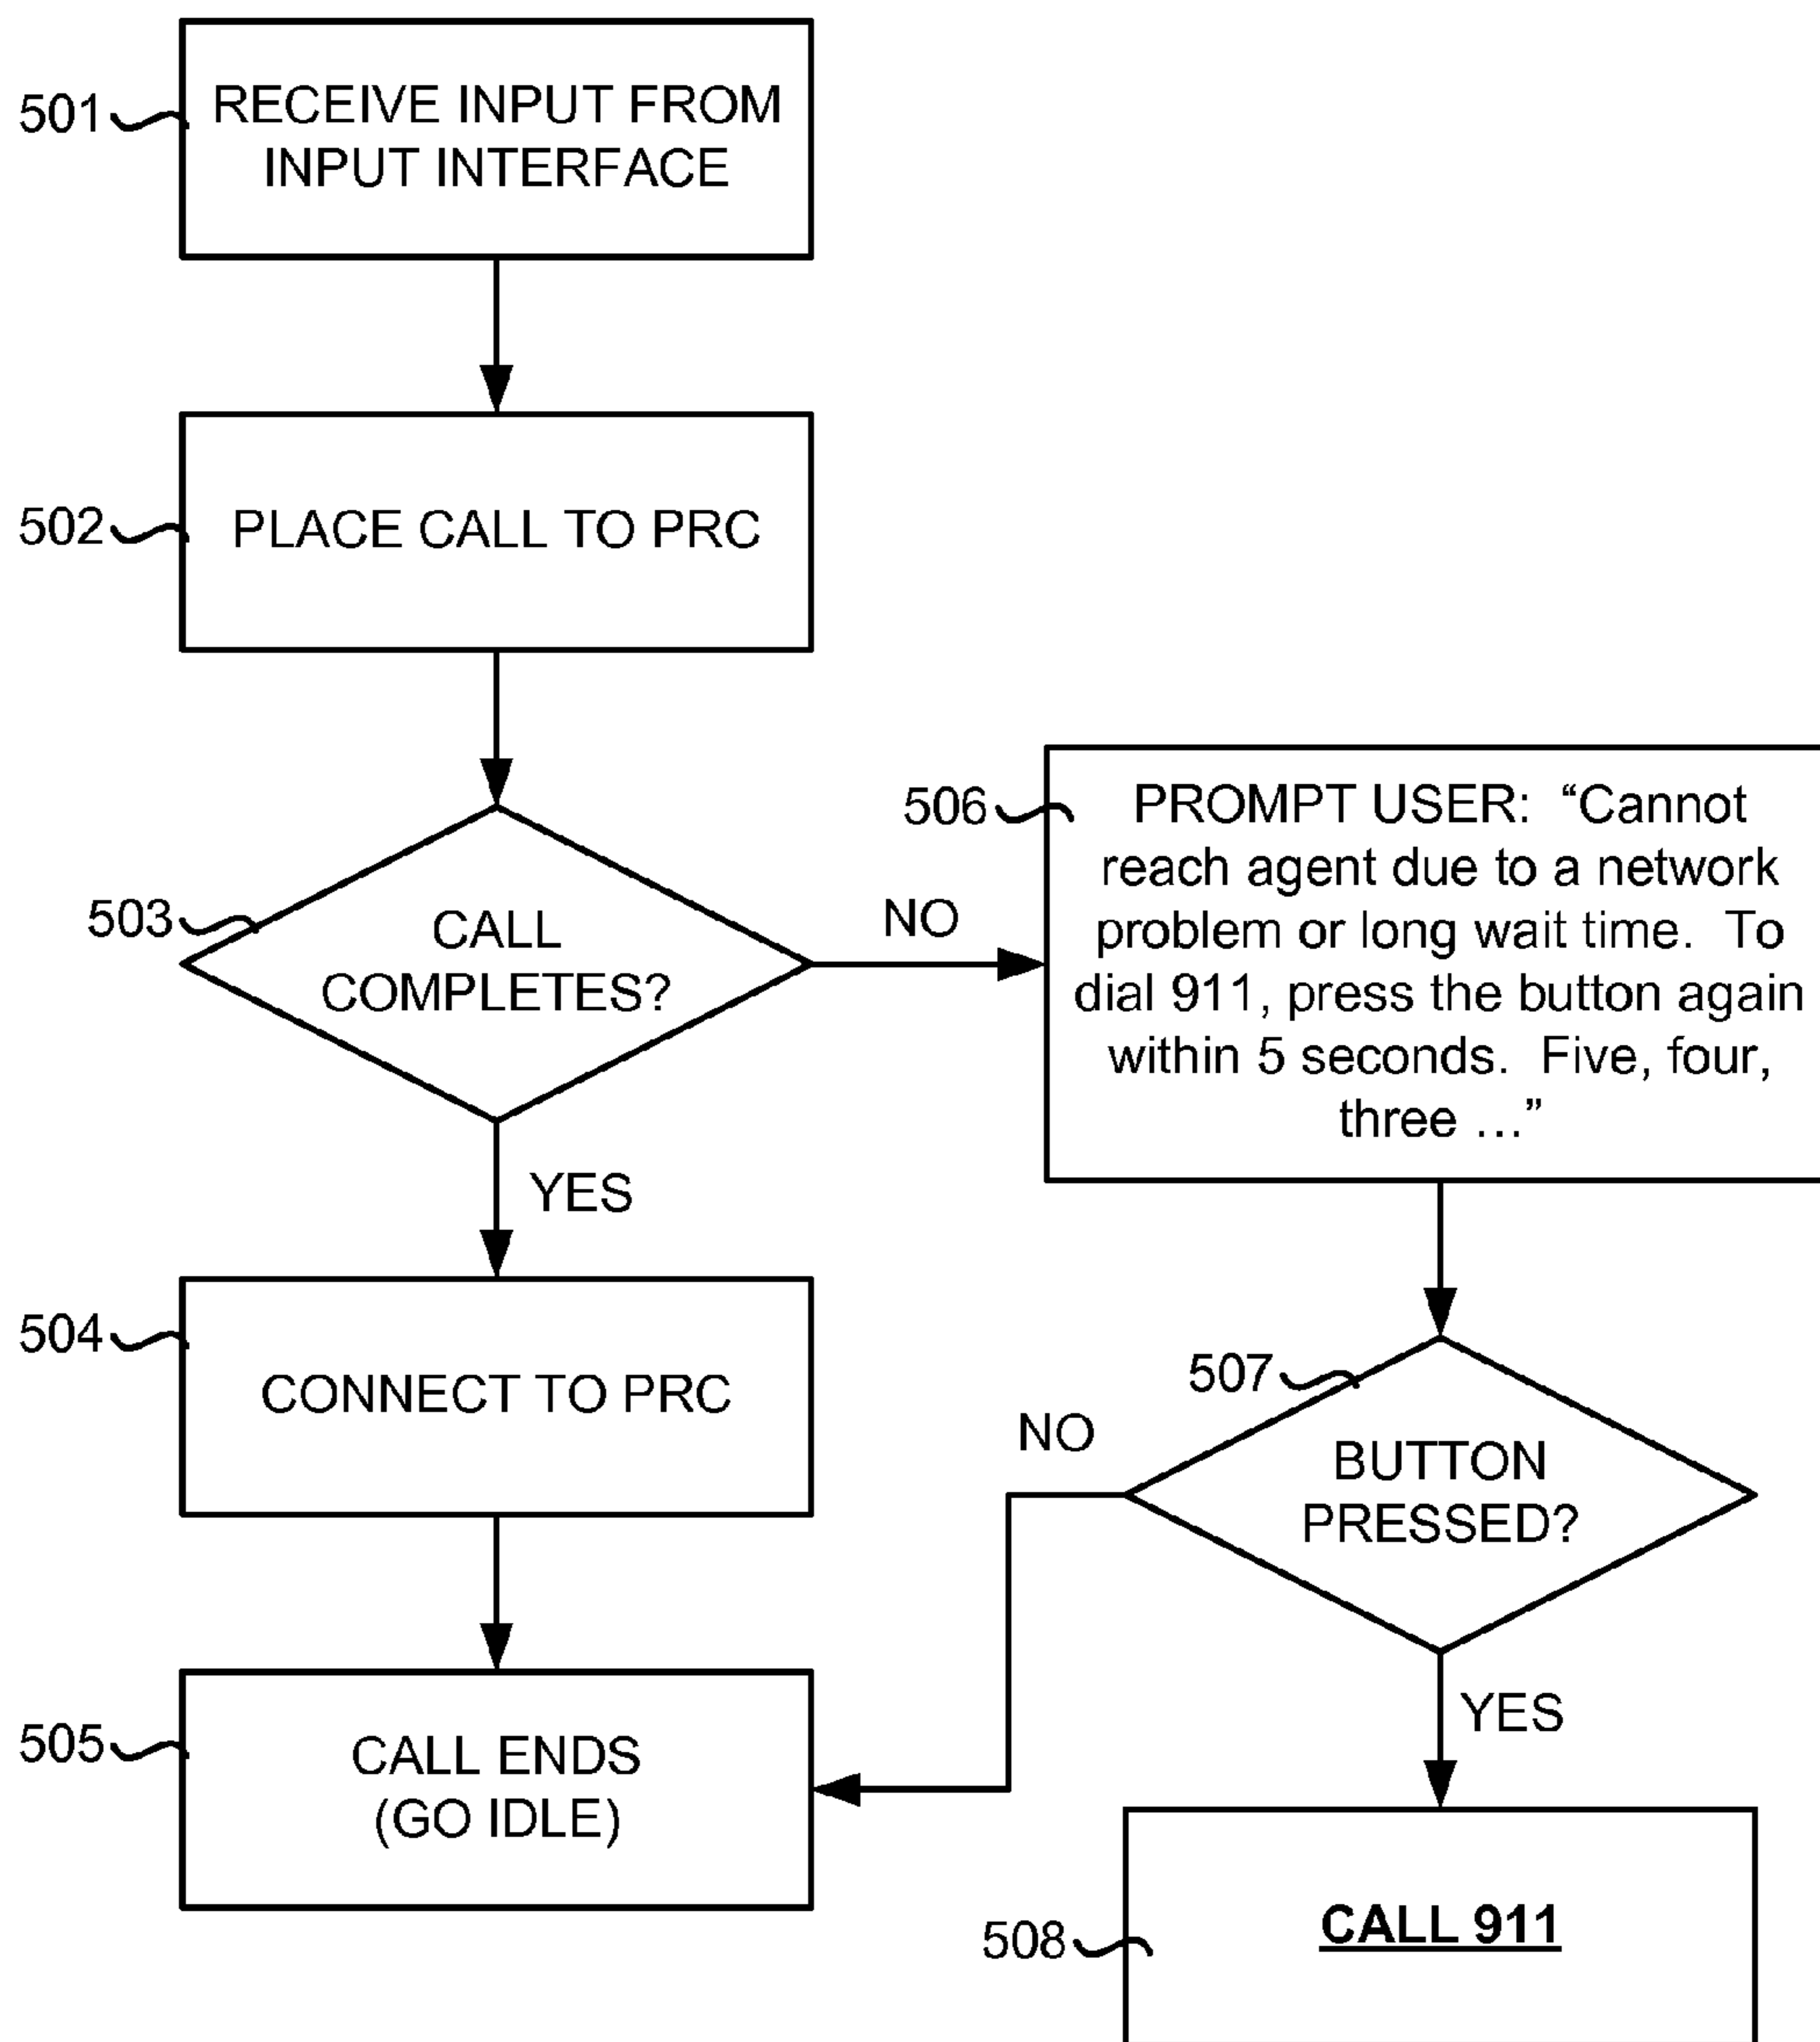 501
RECEIVE INPUT FROM
INPUT INTERFACE
502
PLACE CALL TO PRC
503
CALL
COMPLETES?
NO
YES
506
PROMPT USER: “Cannot
reach agent due to a network
problem or long wait time. To
dial 911, press the button again
within 5 seconds. Five, four,
three …”
504
CONNECT TO PRC
507
BUTTON
PRESSED?
NO
YES
505
CALL ENDS
(GO IDLE)
508
CALL 911